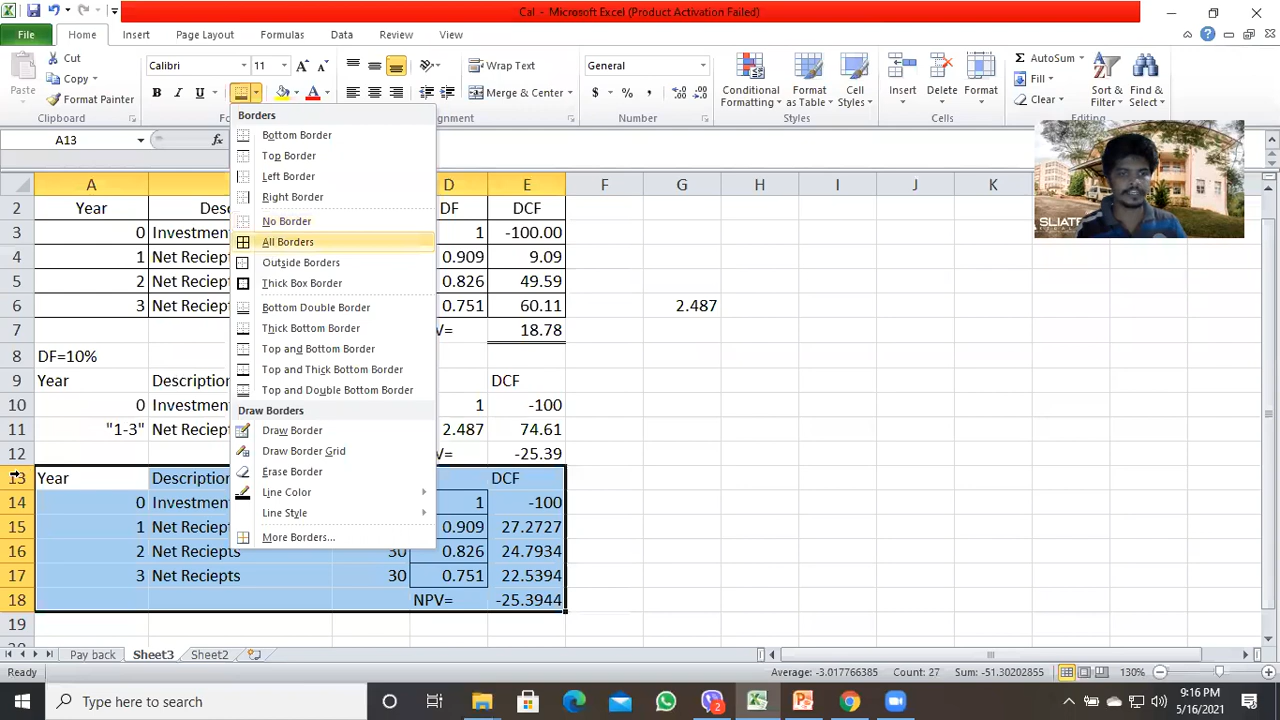 Cal - Microsoft Excel (Product Activation Failed)
File Home Insert Page Layout Formulas Data Review View
Cut
Copy
Format Painter
Paste
Clipboard
Calibri 11
B I U A
Wrap Text
Merge & Center
General
$ % ,
Number
Conditional Formatting
Format as Table
Cell Styles
Styles
Insert Delete Format
Cells
Σ AutoSum
Fill
Clear
Sort & Filter
Find & Select
Editing
A13 fx
Borders
Bottom Border
Top Border
Left Border
Right Border
No Border
All Borders
Outside Borders
Thick Box Border
Bottom Double Border
Thick Bottom Border
Top and Bottom Border
Top and Thick Bottom Border
Top and Double Bottom Border
Draw Borders
Draw Border
Draw Border Grid
Erase Border
Line Color
Line Style
More Borders...
SLIATE
A D E F G H I J K
2 Year DF DCF
3 0 Investmen 1 -100.00
4 1 Net Reciept 0.909 9.09
5 2 Net Reciept 0.826 49.59
6 3 Net Reciept 0.751 60.11 2.487
7 18.78
8 DF=10%
9 Year Description DCF
10 0 Investmen 1 -100
11 "1-3" Net Reciept 2.487 74.61
12 -25.39
13 Year Description DCF
14 0 Investmen 1 -100
15 1 Net Reciept 0.909 27.2727
16 2 Net Reciepts 30 0.826 24.7934
17 3 Net Reciepts 30 0.751 22.5394
18 NPV= -25.3944
19
Pay back Sheet3 Sheet2
Ready Average: -3.017766385 Count: 27 Sum: -51.30202855 130%
Type here to search
2
9:16 PM
5/16/2021